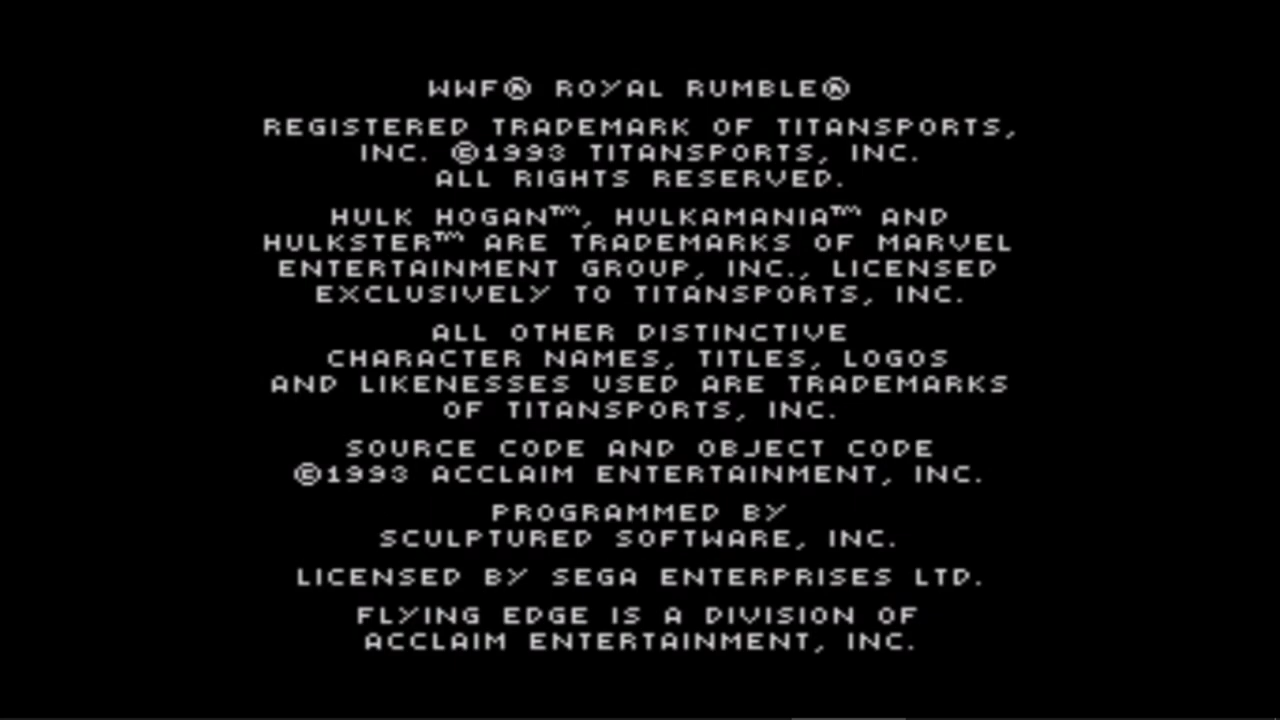 WWF® ROYAL RUMBLE®
REGISTERED TRADEMARK OF TITANSPORTS,
INC. ©1993 TITANSPORTS, INC.
ALL RIGHTS RESERVED.
HULK HOGAN™, HULKAMANIA™ AND
HULKSTER™ ARE TRADEMARKS OF MARVEL
ENTERTAINMENT GROUP, INC., LICENSED
EXCLUSIVELY TO TITANSPORTS, INC.
ALL OTHER DISTINCTIVE
CHARACTER NAMES, TITLES, LOGOS
AND LIKENESSES USED ARE TRADEMARKS
OF TITANSPORTS, INC.
SOURCE CODE AND OBJECT CODE
©1993 ACCLAIM ENTERTAINMENT, INC.
PROGRAMMED BY
SCULPTURED SOFTWARE, INC.
LICENSED BY SEGA ENTERPRISES LTD.
FLYING EDGE IS A DIVISION OF
ACCLAIM ENTERTAINMENT, INC.